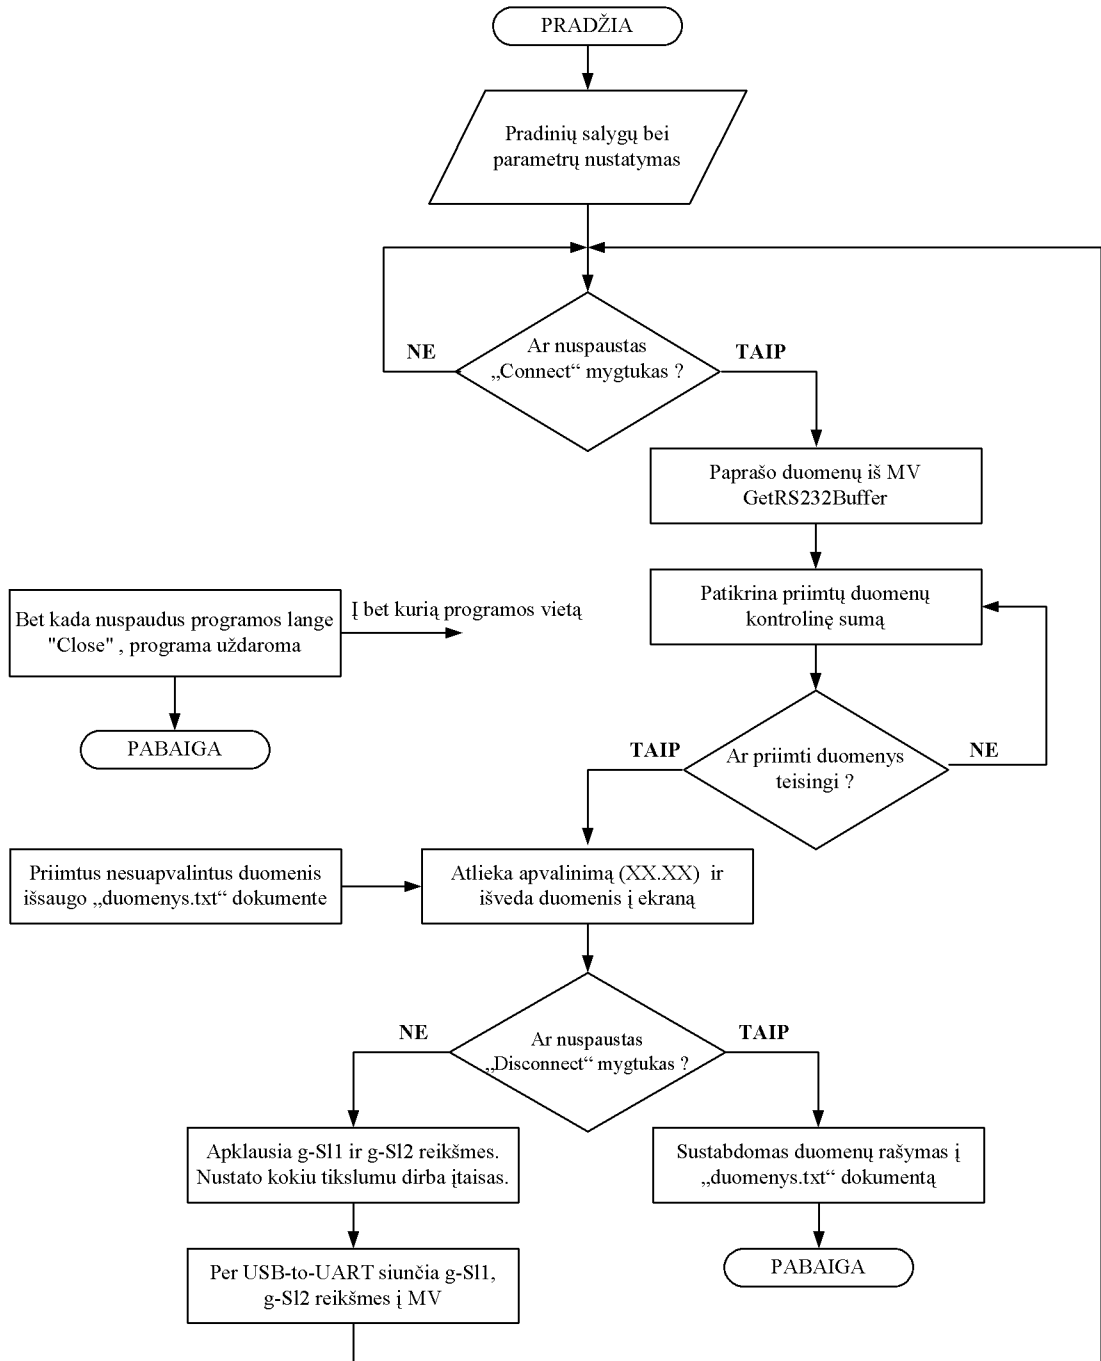 PRADŽIA
Pradinių salygų bei
parametrų nustatymas
Ar nuspaustas
„Connect“ mygtukas ?
NE
TAIP
Paprašo duomenų iš MV
GetRS232Buffer
Patikrina priimtų duomenų
kontrolinę sumą
Bet kada nuspaudus programos lange
"Close" , programa uždaroma
Į bet kurią programos vietą
PABAIGA
Ar priimti duomenys
teisingi ?
TAIP
NE
Priimtus nesuapvalintus duomenis
išsaugo „duomenys.txt“ dokumente
Atlieka apvalinimą (XX.XX) ir
išveda duomenis į ekraną
Ar nuspaustas
„Disconnect“ mygtukas ?
NE
TAIP
Apklausia g-Sl1 ir g-Sl2 reikšmes.
Nustato kokiu tikslumu dirba įtaisas.
Sustabdomas duomenų rašymas į
„duomenys.txt“ dokumentą
Per USB-to-UART siunčia g-Sl1,
g-Sl2 reikšmes į MV
PABAIGA